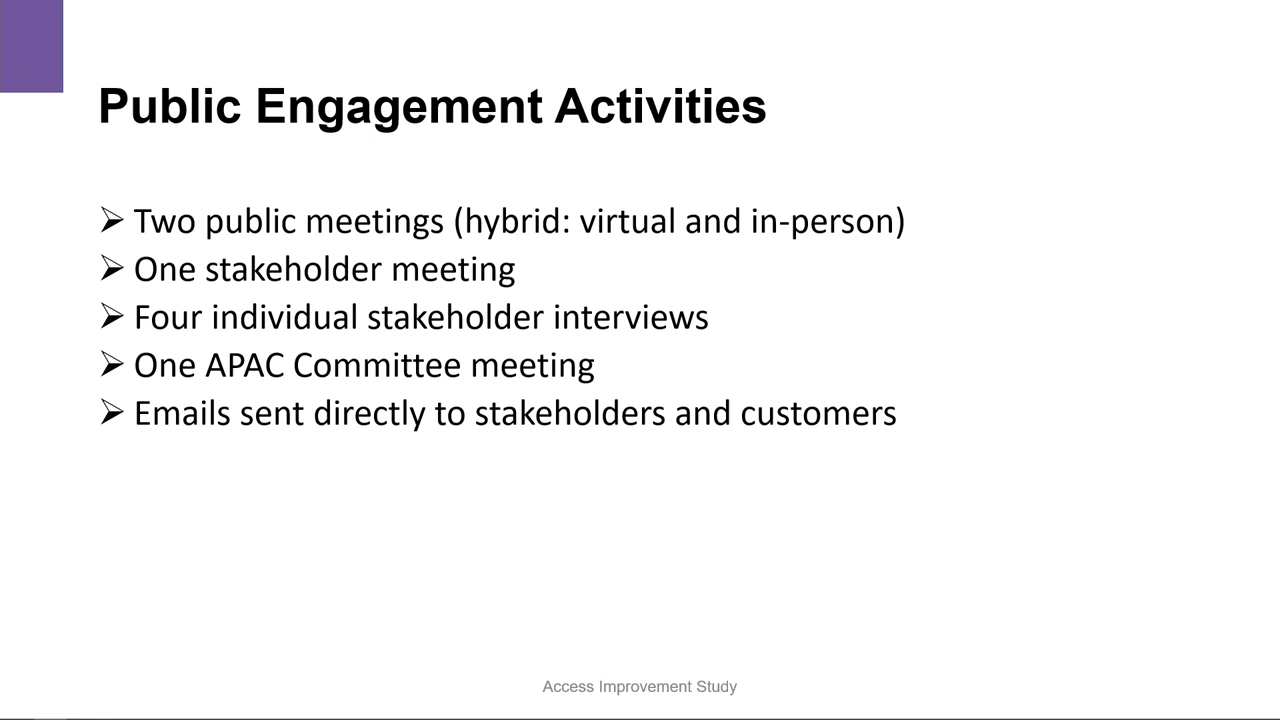 Public Engagement Activities
➢ Two public meetings (hybrid: virtual and in-person)
➢ One stakeholder meeting
➢ Four individual stakeholder interviews
➢ One APAC Committee meeting
➢ Emails sent directly to stakeholders and customers
Access Improvement Study